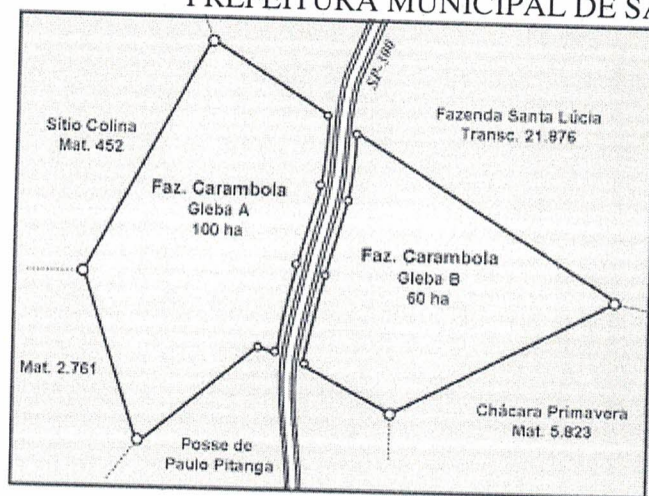 PREFEITURA MUNICIPAL DE SA
SP-300
Sítio Colina
Mat. 452
Fazenda Santa Lúcia
Transc. 21.876
Faz. Carambola
Gleba A
100 ha
Faz. Carambola
Gleba B
60 ha
Mat. 2.761
Chácara Primavera
Mat. 5.823
Posse de
Paulo Pitanga